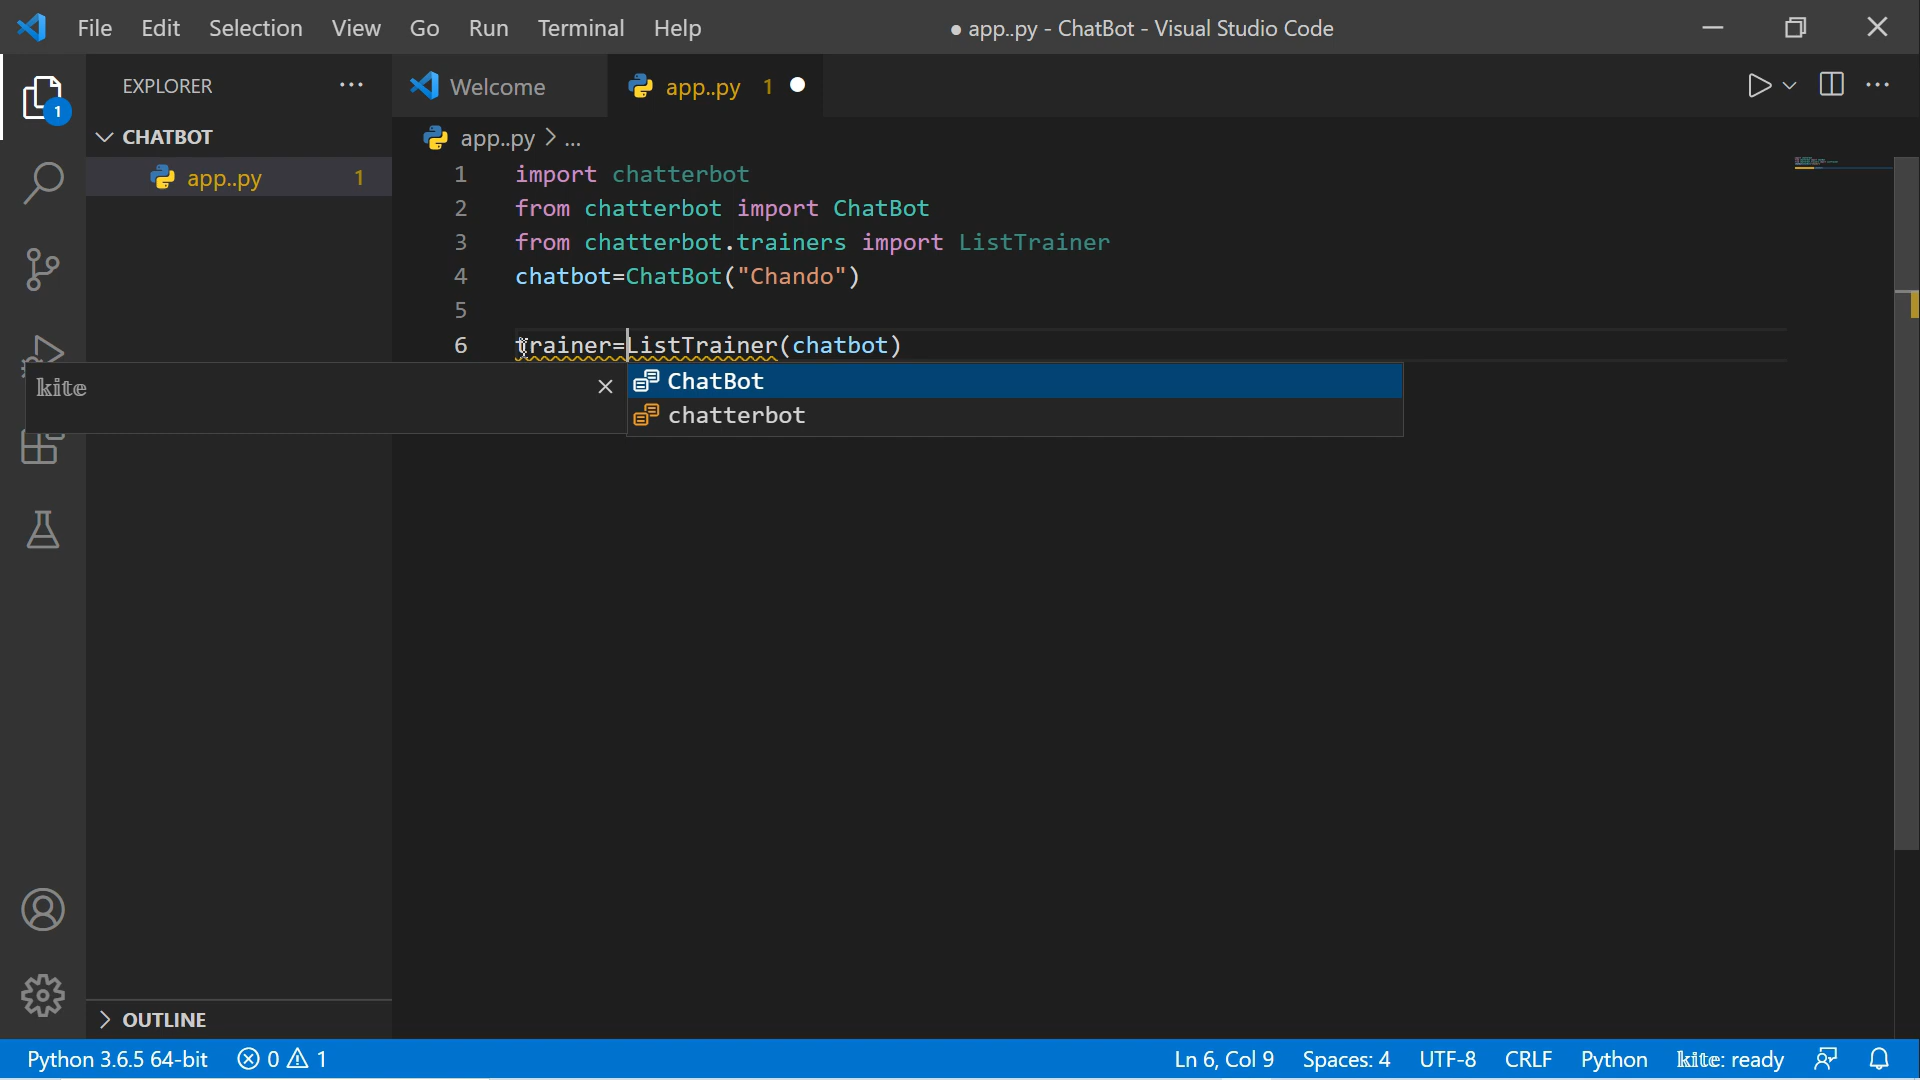 File Edit Selection View Go Run Terminal Help ● app..py - ChatBot - Visual Studio Code
EXPLORER
Welcome
app..py 1
1
CHATBOT
app..py 1
app..py > ...
1 import chatterbot
2 from chatterbot import ChatBot
3 from chatterbot.trainers import ListTrainer
4 chatbot=ChatBot("Chando")
5
6 trainer=ListTrainer(chatbot)
kite
ChatBot
chatterbot
OUTLINE
Python 3.6.5 64-bit 0 1 Ln 6, Col 9 Spaces: 4 UTF-8 CRLF Python kite: ready